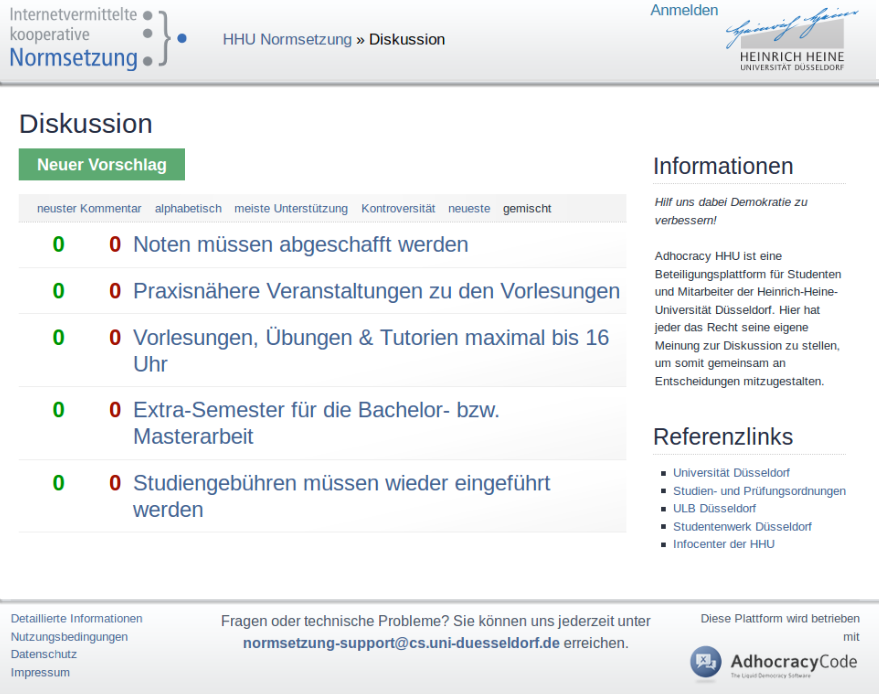 Internetvermittelte
kooperative
Normsetzung
HHU Normsetzung » Diskussion
Anmelden
HEINRICH HEINE
UNIVERSITÄT DÜSSELDORF
Diskussion
Neuer Vorschlag
neuster Kommentar alphabetisch meiste Unterstützung Kontroversität neueste gemischt
0 0 Noten müssen abgeschafft werden
0 0 Praxisnähere Veranstaltungen zu den Vorlesungen
0 0 Vorlesungen, Übungen & Tutorien maximal bis 16
Uhr
0 0 Extra-Semester für die Bachelor- bzw.
Masterarbeit
0 0 Studiengebühren müssen wieder eingeführt
werden
Informationen
Hilf uns dabei Demokratie zu
verbessern!
Adhocracy HHU ist eine
Beteiligungsplattform für Studenten
und Mitarbeiter der Heinrich-Heine-
Universität Düsseldorf. Hier hat
jeder das Recht seine eigene
Meinung zur Diskussion zu stellen,
um somit gemeinsam an
Entscheidungen mitzugestalten.
Referenzlinks
Universität Düsseldorf
Studien- und Prüfungsordnungen
ULB Düsseldorf
Studentenwerk Düsseldorf
Infocenter der HHU
Detaillierte Informationen
Nutzungsbedingungen
Datenschutz
Impressum
Fragen oder technische Probleme? Sie können uns jederzeit unter
normsetzung-support@cs.uni-duesseldorf.de erreichen.
Diese Plattform wird betrieben
mit
AdhocracyCode
The Liquid Democracy Software